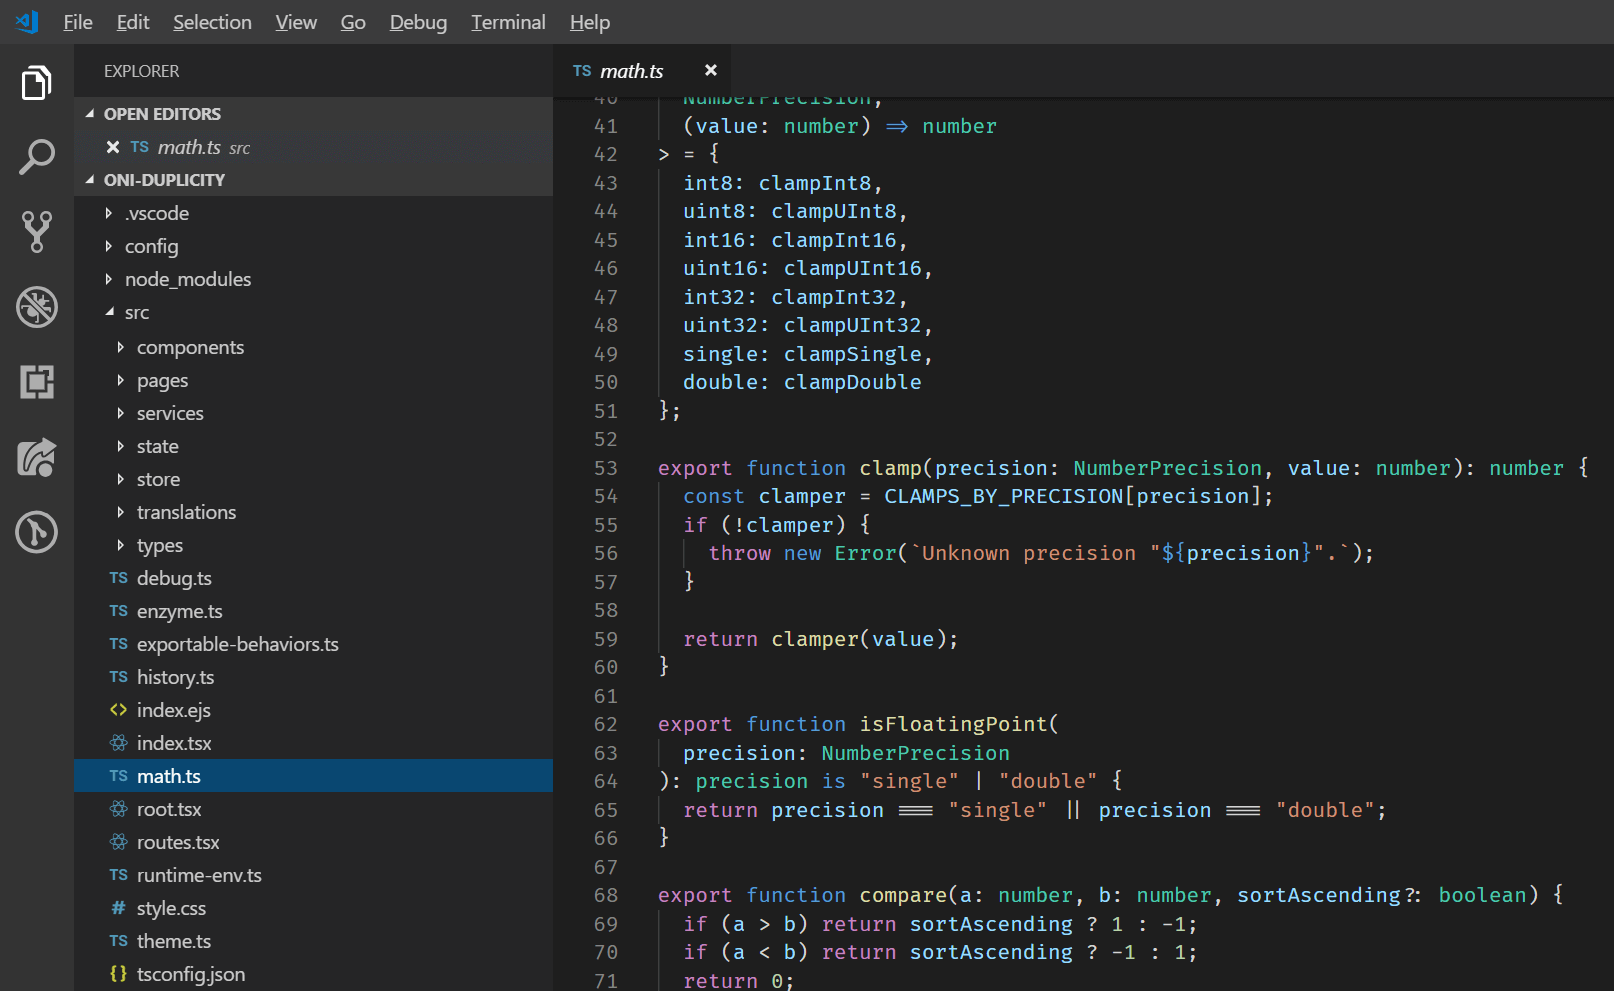 File Edit Selection View Go Debug Terminal Help
EXPLORER
OPEN EDITORS
TS math.ts src
ONI-DUPLICITY
.vscode
config
node_modules
src
components
pages
services
state
store
translations
types
TS debug.ts
TS enzyme.ts
TS exportable-behaviors.ts
TS history.ts
<> index.ejs
index.tsx
TS math.ts
root.tsx
routes.tsx
TS runtime-env.ts
# style.css
TS theme.ts
{} tsconfig.json
TS math.ts
40 NumberPrecision,
41 (value: number) => number
42 > = {
43 int8: clampInt8,
44 uint8: clampUInt8,
45 int16: clampInt16,
46 uint16: clampUInt16,
47 int32: clampInt32,
48 uint32: clampUInt32,
49 single: clampSingle,
50 double: clampDouble
51 };
52
53 export function clamp(precision: NumberPrecision, value: number): number {
54 const clamper = CLAMPS_BY_PRECISION[precision];
55 if (!clamper) {
56 throw new Error(`Unknown precision "${precision}".`);
57 }
58
59 return clamper(value);
60 }
61
62 export function isFloatingPoint(
63 precision: NumberPrecision
64 ): precision is "single" | "double" {
65 return precision === "single" || precision === "double";
66 }
67
68 export function compare(a: number, b: number, sortAscending?: boolean) {
69 if (a > b) return sortAscending ? 1 : -1;
70 if (a < b) return sortAscending ? -1 : 1;
71 return 0;